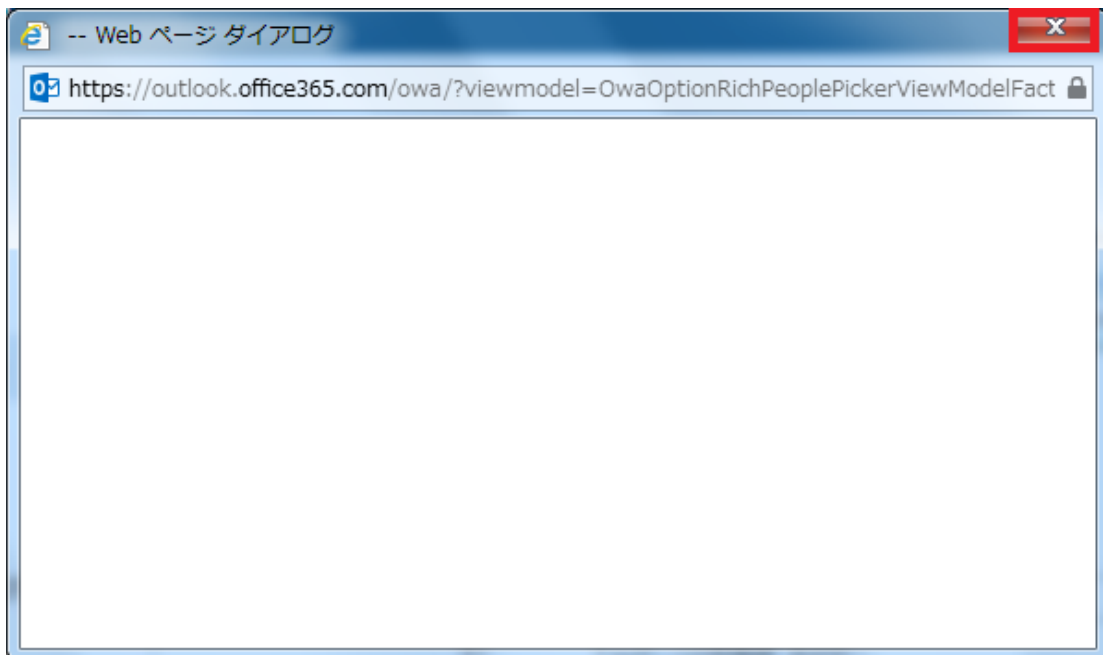 -- Web ページ ダイアログ
https://outlook.office365.com/owa/?viewmodel=OwaOptionRichPeoplePickerViewModelFact